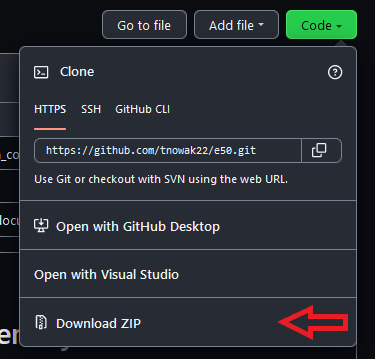 Go to file Add file Code
Clone
HTTPS SSH GitHub CLI
https://github.com/tnowak22/e50.git
Use Git or checkout with SVN using the web URL.
Open with GitHub Desktop
Open with Visual Studio
Download ZIP